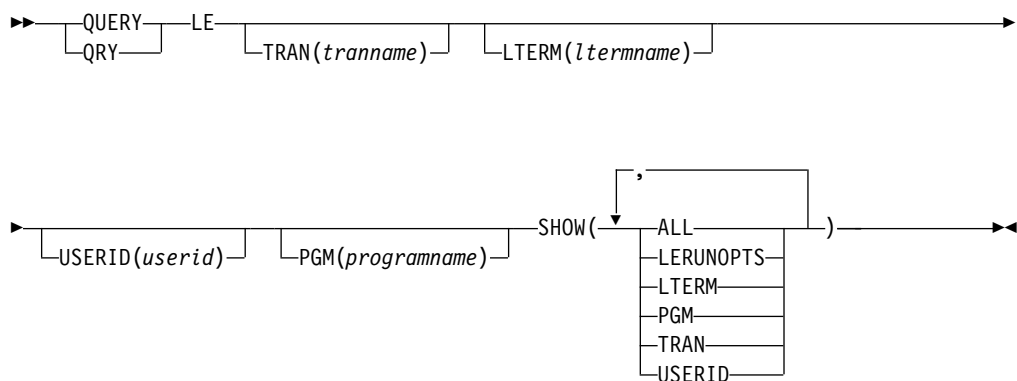 QUERY LE
QRY
TRAN(tranname) LTERM(ltermname)
,
SHOW( ALL )
USERID(userid) PGM(programname) LERUNOPTS
LTERM
PGM
TRAN
USERID